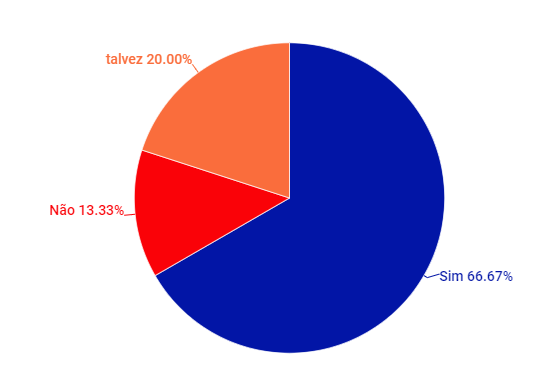 talvez 20.00%
Não 13.33%
Sim 66.67%